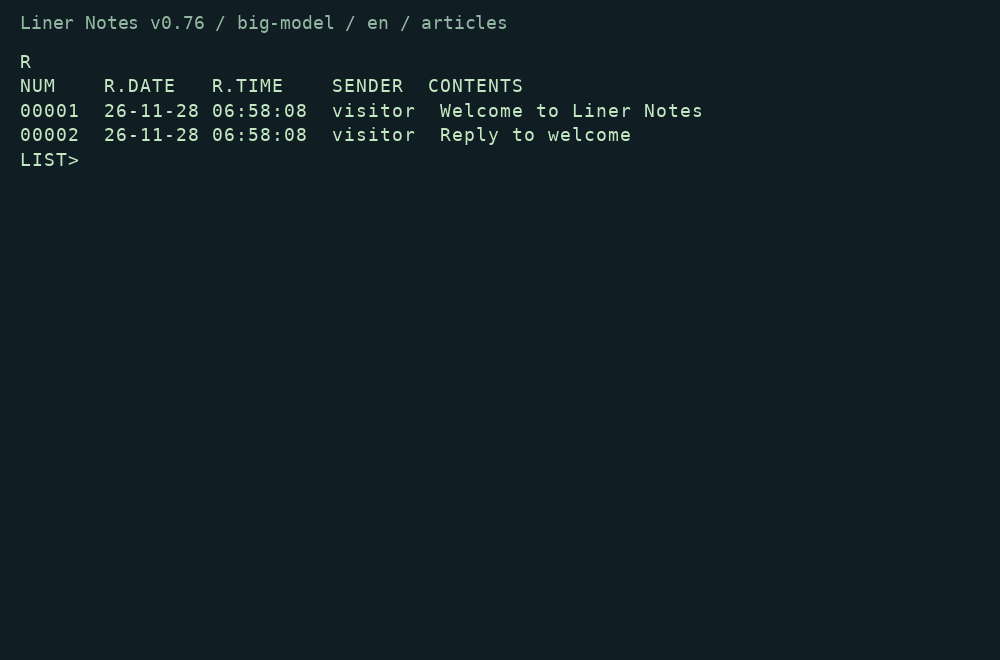 Liner Notes v0.76 / big-model / en / articles
R
NUM    R.DATE   R.TIME    SENDER  CONTENTS
00001  26-11-28 06:58:08  visitor  Welcome to Liner Notes
00002  26-11-28 06:58:08  visitor  Reply to welcome
LIST>